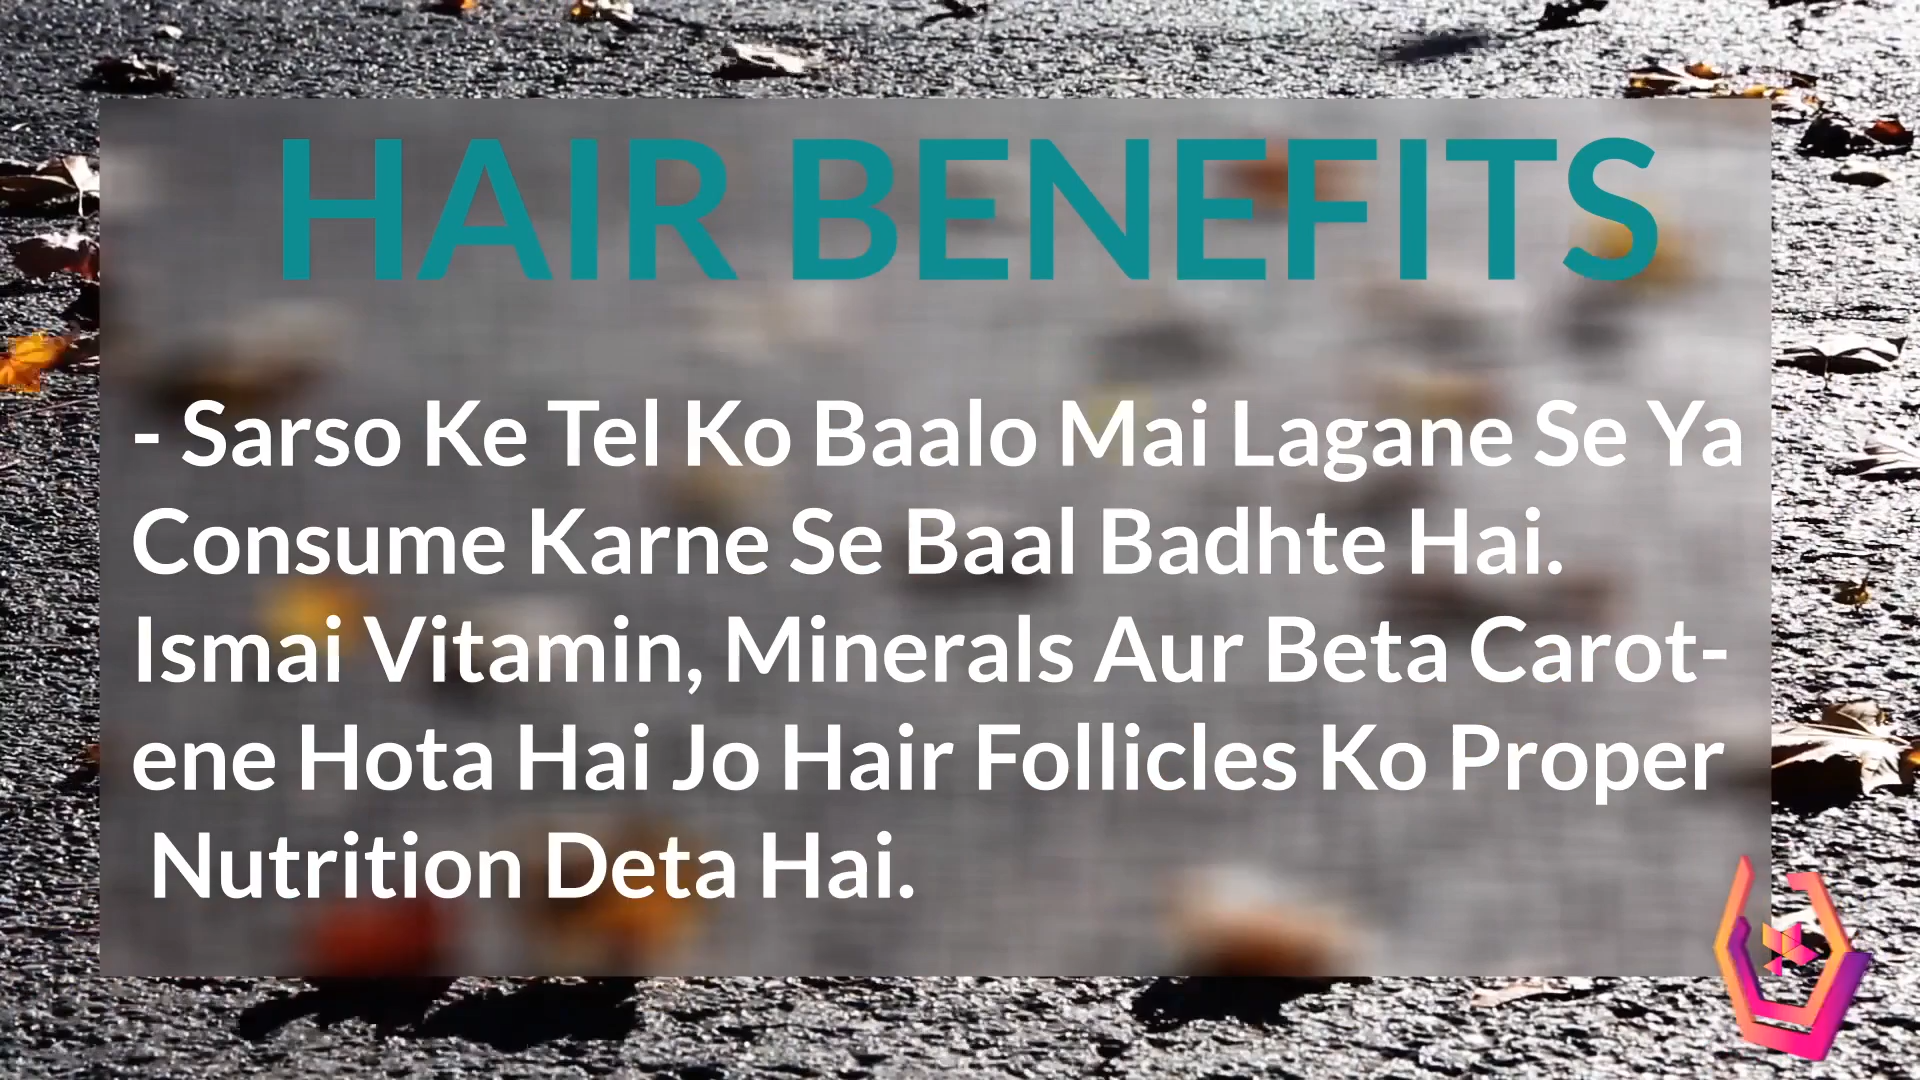 HAIR BENEFITS
- Sarso Ke Tel Ko Baalo Mai Lagane Se Ya
Consume Karne Se Baal Badhte Hai.
Ismai Vitamin, Minerals Aur Beta Carot-
ene Hota Hai Jo Hair Follicles Ko Proper
Nutrition Deta Hai.